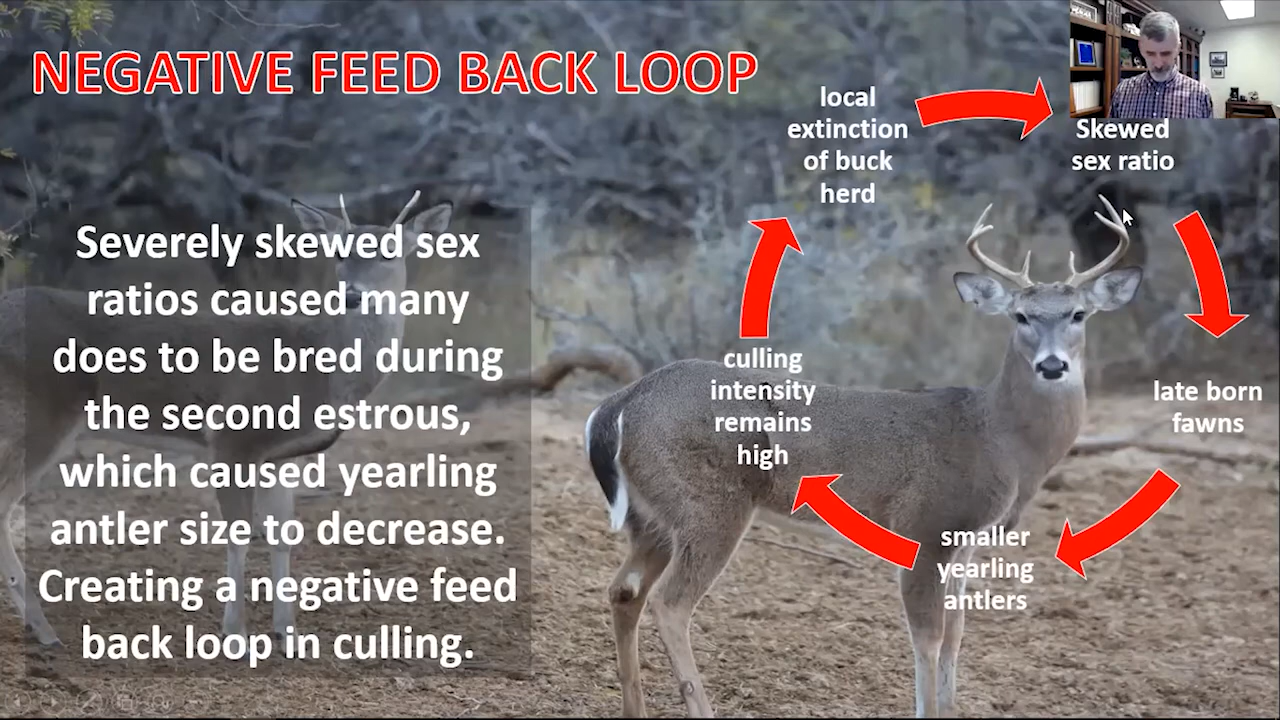 NEGATIVE FEED BACK LOOP
Severely skewed sex
ratios caused many
does to be bred during
the second estrous,
which caused yearling
antler size to decrease.
Creating a negative feed
back loop in culling.
local
extinction
of buck
herd
Skewed
sex ratio
late born
fawns
smaller
yearling
antlers
culling
intensity
remains
high